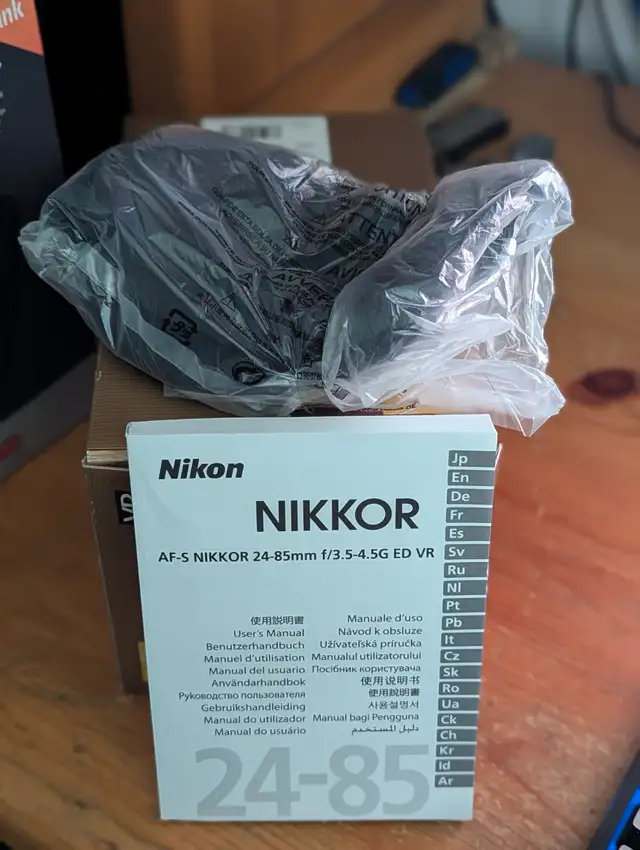 ink
ATTEN
VR
Nikon
NIKKOR
AF-S NIKKOR 24-85mm f/3.5-4.5G ED VR
使用説明書
User's Manual
Benutzerhandbuch
Manuel d'utilisation
Manual del usuario
Användarhandbok
Руководство пользователя
Gebruikshandleiding
Manual do utilizador
Manual do usuário
Manuale d'uso
Návod k obsluze
Užívateľská príručka
Manualul utilizatorului
Посібник користувача
使用说明书
使用說明書
사용설명서
Manual bagi Pengguna
دليل المستخدم
24-85
Jp
En
De
Fr
Es
Sv
Ru
Nl
Pt
Pb
It
Cz
Sk
Ro
Ua
Ck
Ch
Kr
Id
Ar